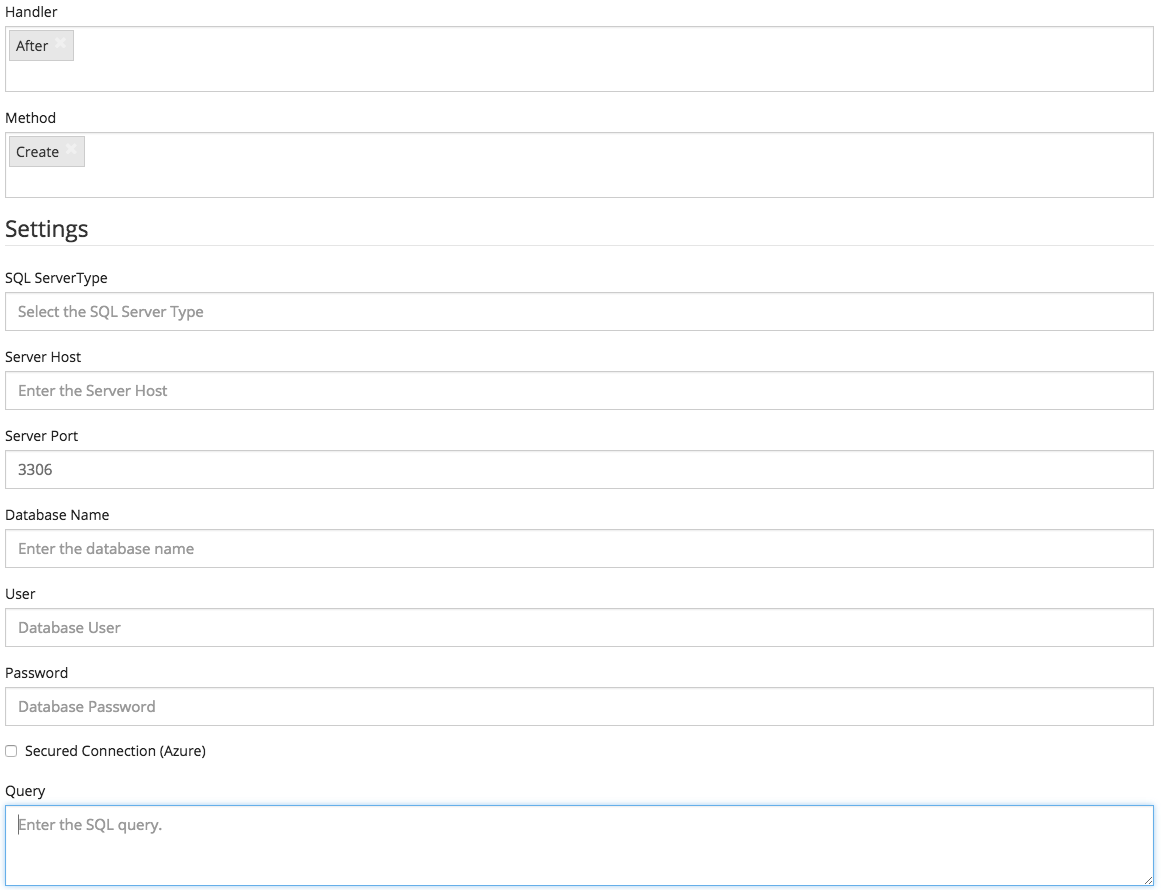 Handler
After ×
Method
Create ×
Settings
SQL ServerType
Select the SQL Server Type
Server Host
Enter the Server Host
Server Port
3306
Database Name
Enter the database name
User
Database User
Password
Database Password
Secured Connection (Azure)
Query
Enter the SQL query.